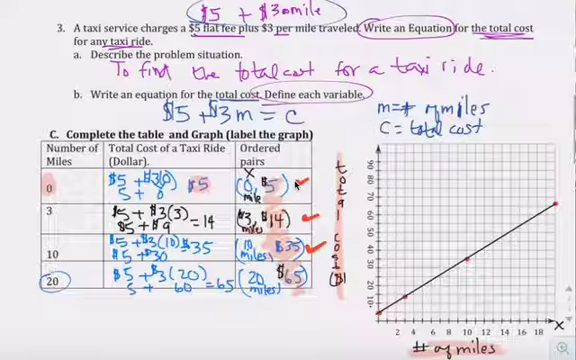 $5 + $3 mile
3. A taxi service charges a $5 flat fee plus $3 per mile traveled. Write an Equation for the total cost
for any taxi ride.
a. Describe the problem situation.
To find the total cost for a taxi ride.
b. Write an equation for the total cost. Define each variable.
$5 + $3m = C
m = # of miles
C = total cost
C. Complete the table and Graph (label the graph)
Number of Miles | Total Cost of a Taxi Ride (Dollar). | Ordered pairs
0 | $5 + $3(0) $5 | x
5 + 0 | (0, $5)
mile
3 | $5 + $3(3) | (3, $14)
$5 + $9 = 14 | miles
10 | $5 + $3(10) = $35 | (10 $35)
$5 + $30 | miles
20 | $5 + $3(20) | (20, $65)
5 + 60 = 65 | miles
total cost ($)
90
80
70
60
50
40
30
20
10
2 4 6 8 10 12 14 16 18 X
# of miles